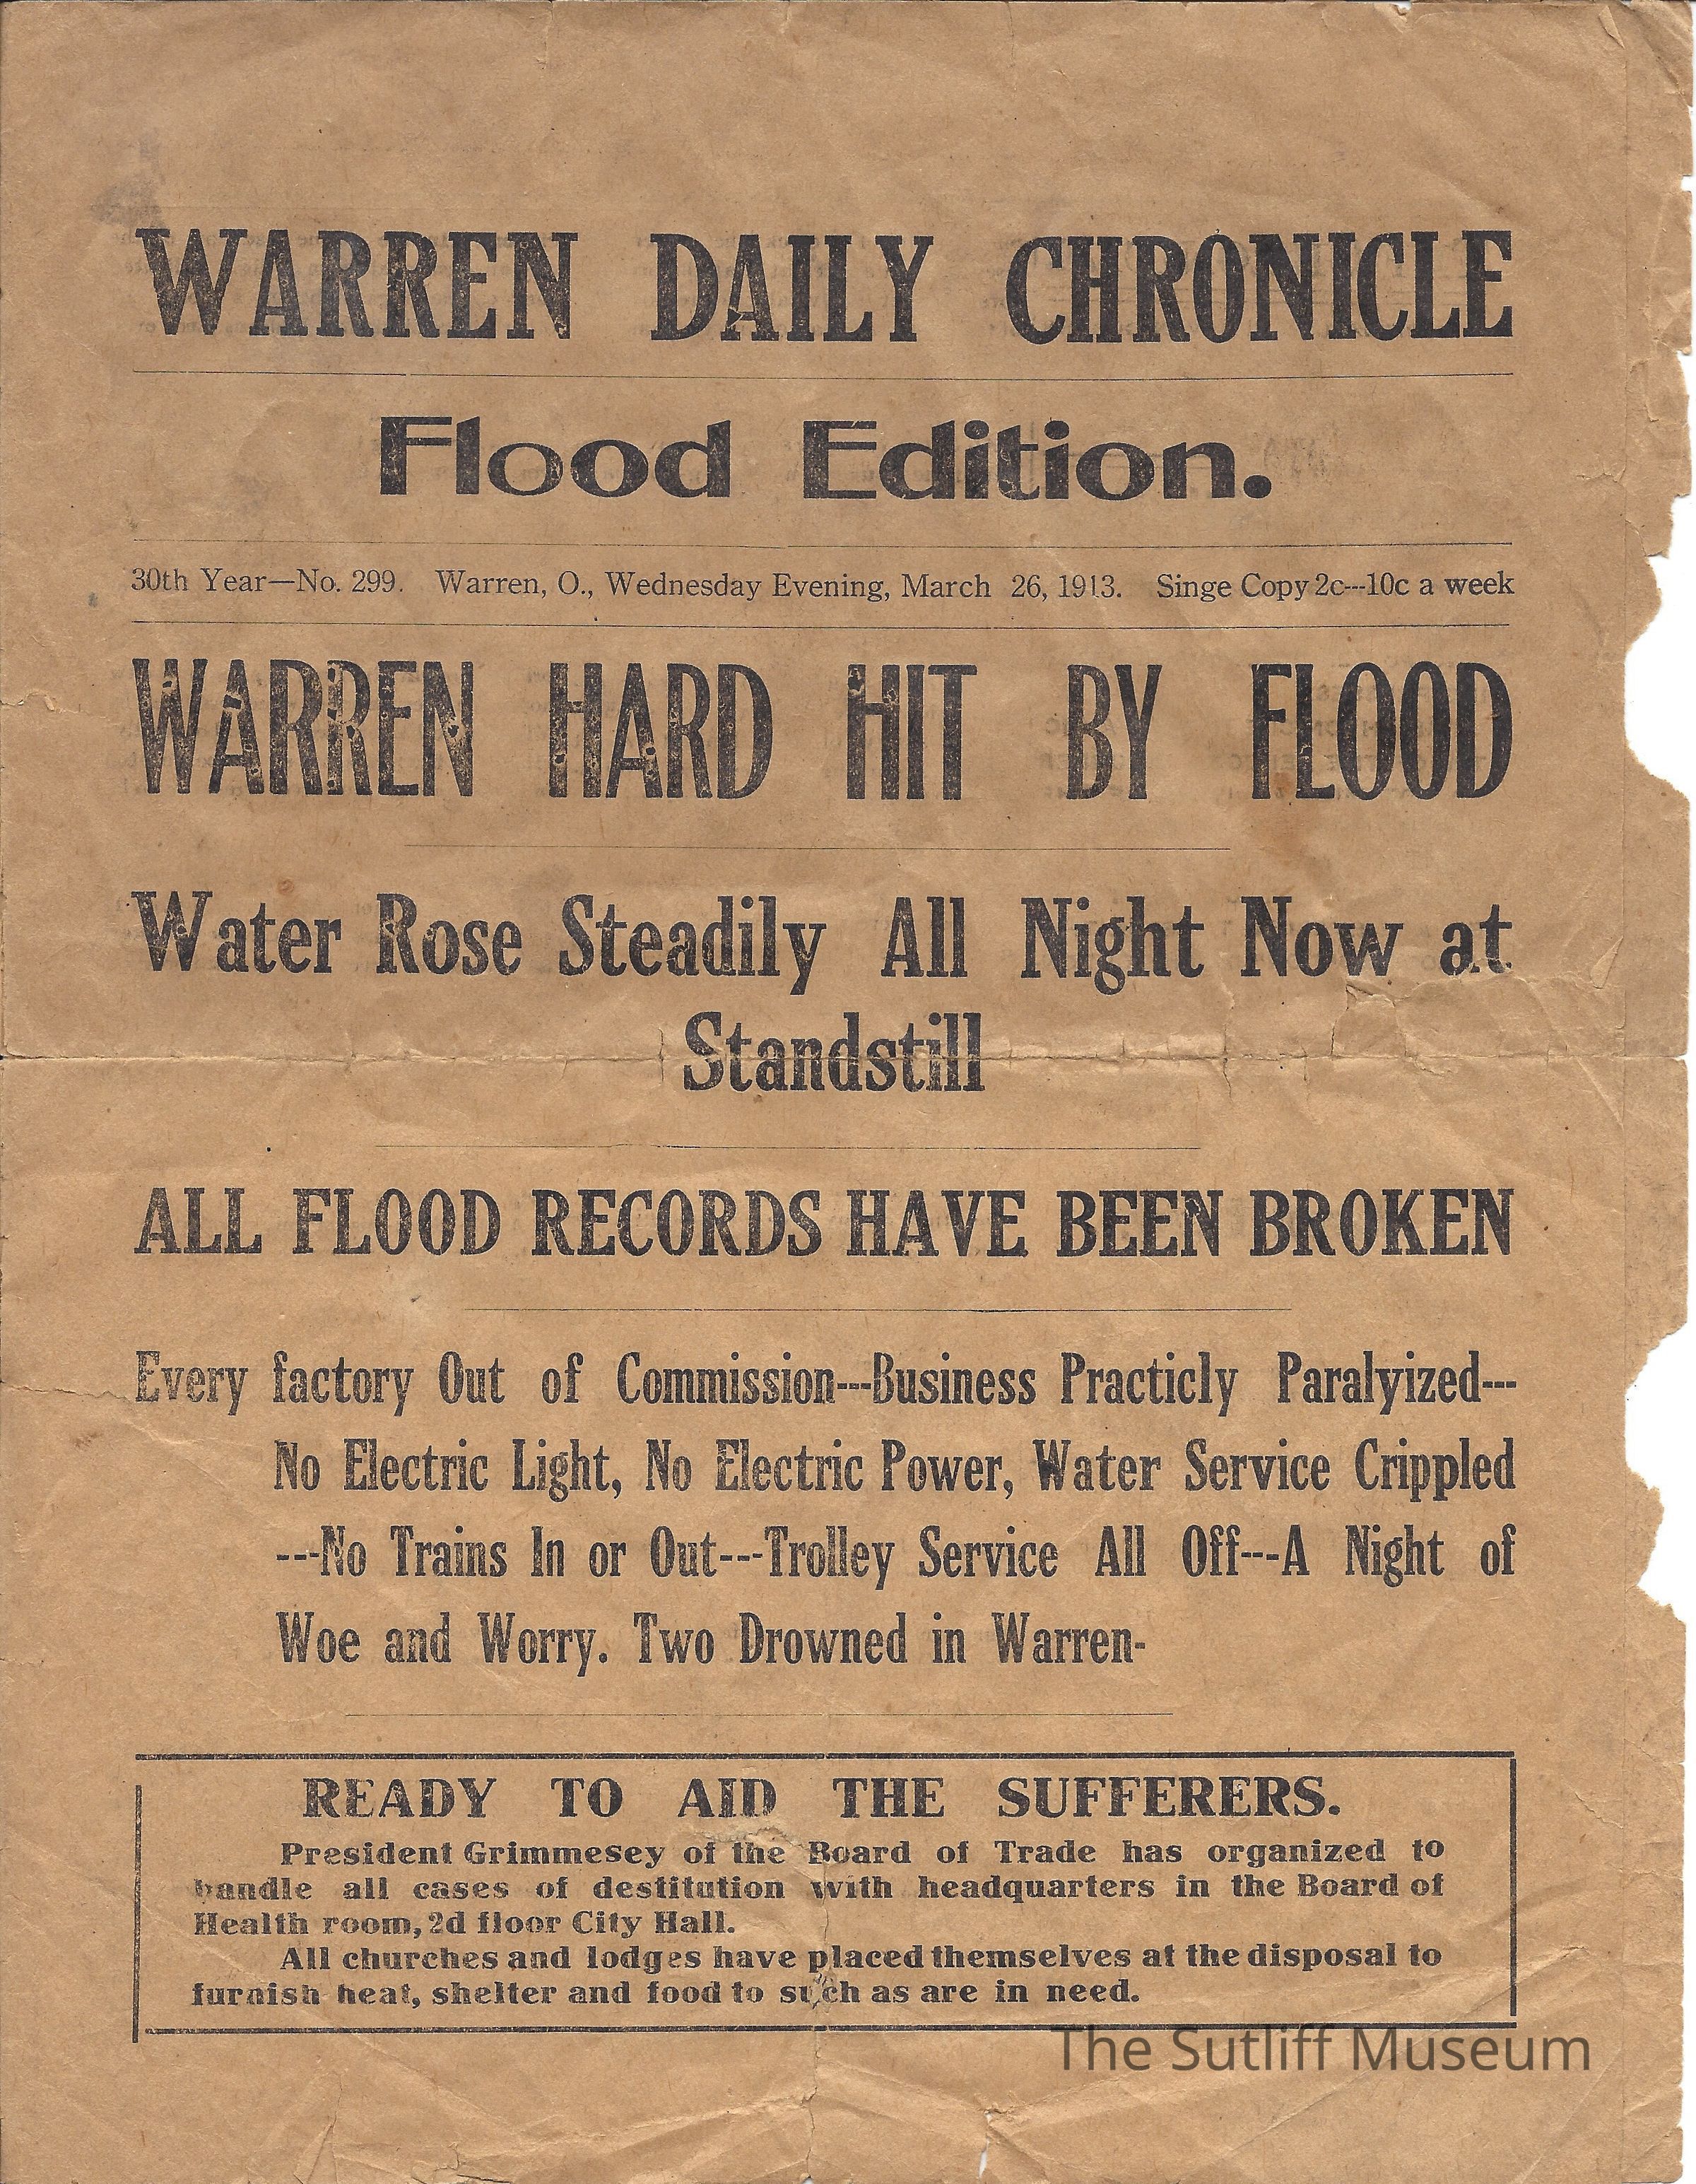 WARREN DAILY CHRONICLE
Flood Edition.
30th Year—No. 299. Warren, O., Wednesday Evening, March 26, 1913. Singe Copy 2c---10c a week
WARREN HARD HIT BY FLOOD
Water Rose Steadily All Night Now at
Standstill
ALL FLOOD RECORDS HAVE BEEN BROKEN
Every factory Out of Commission---Business Practicly Paralyized---
No Electric Light, No Electric Power, Water Service Crippled
---No Trains In or Out---Trolley Service All Off---A Night of
Woe and Worry. Two Drowned in Warren-
READY TO AID THE SUFFERERS.
President Grimmesey of the Board of Trade has organized to
handle all cases of destitution with headquarters in the Board of
Health room, 2d floor City Hall.
All churches and lodges have placed themselves at the disposal to
furnish heat, shelter and food to such as are in need.
The Sutliff Museum